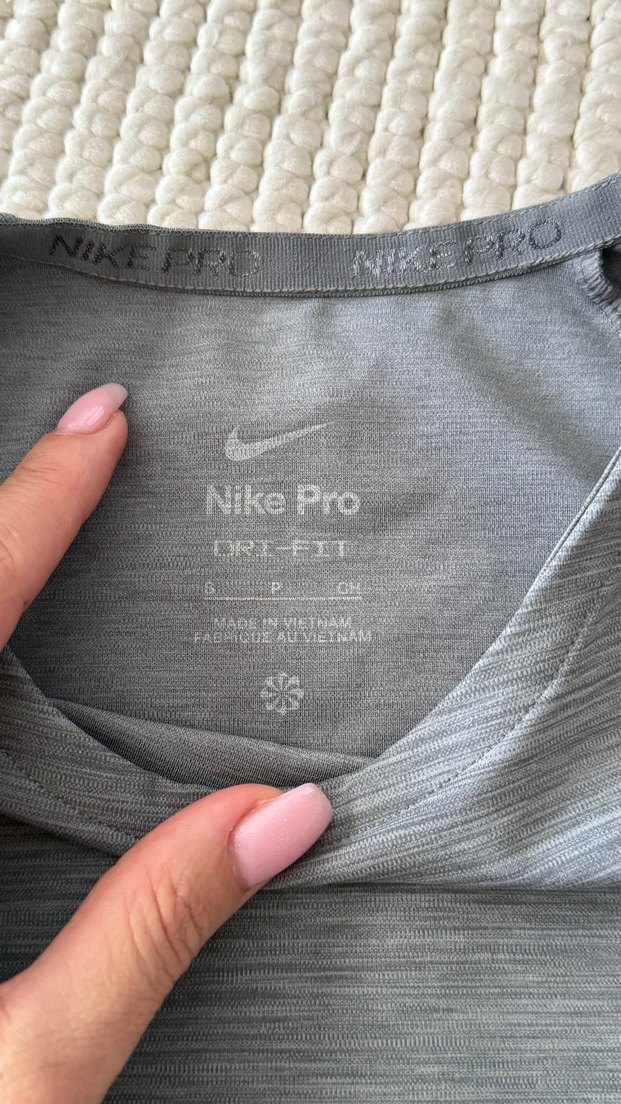 NIKE PRO NIKE PRO
Nike Pro
DRI-FIT
S P CH
MADE IN VIETNAM
FABRIQUÉ AU VIETNAM